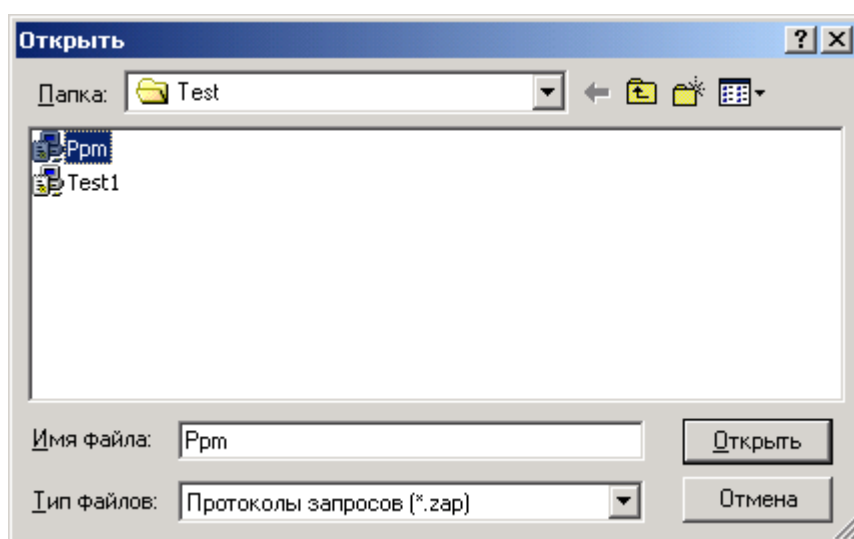 Открыть
Папка: Test
Ppm
Test1
Имя файла: Ppm Открыть
Тип файлов: Протоколы запросов (*.zap) Отмена